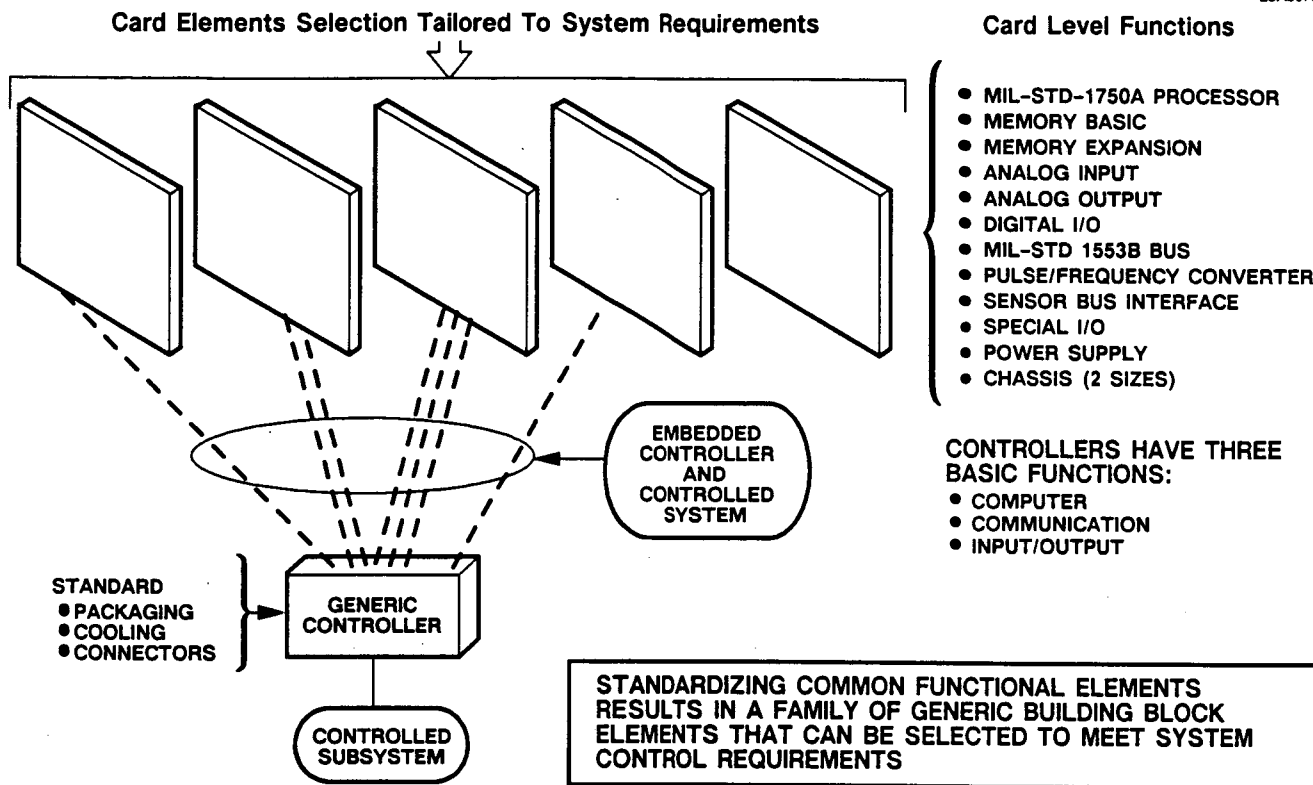 Card Elements Selection Tailored To System Requirements
Card Level Functions
● MIL-STD-1750A PROCESSOR
● MEMORY BASIC
● MEMORY EXPANSION
● ANALOG INPUT
● ANALOG OUTPUT
● DIGITAL I/O
● MIL-STD 1553B BUS
● PULSE/FREQUENCY CONVERTER
● SENSOR BUS INTERFACE
● SPECIAL I/O
● POWER SUPPLY
● CHASSIS (2 SIZES)
EMBEDDED
CONTROLLER
AND
CONTROLLED
SYSTEM
CONTROLLERS HAVE THREE
BASIC FUNCTIONS:
● COMPUTER
● COMMUNICATION
● INPUT/OUTPUT
STANDARD
● PACKAGING
● COOLING
● CONNECTORS
GENERIC
CONTROLLER
CONTROLLED
SUBSYSTEM
STANDARDIZING COMMON FUNCTIONAL ELEMENTS
RESULTS IN A FAMILY OF GENERIC BUILDING BLOCK
ELEMENTS THAT CAN BE SELECTED TO MEET SYSTEM
CONTROL REQUIREMENTS